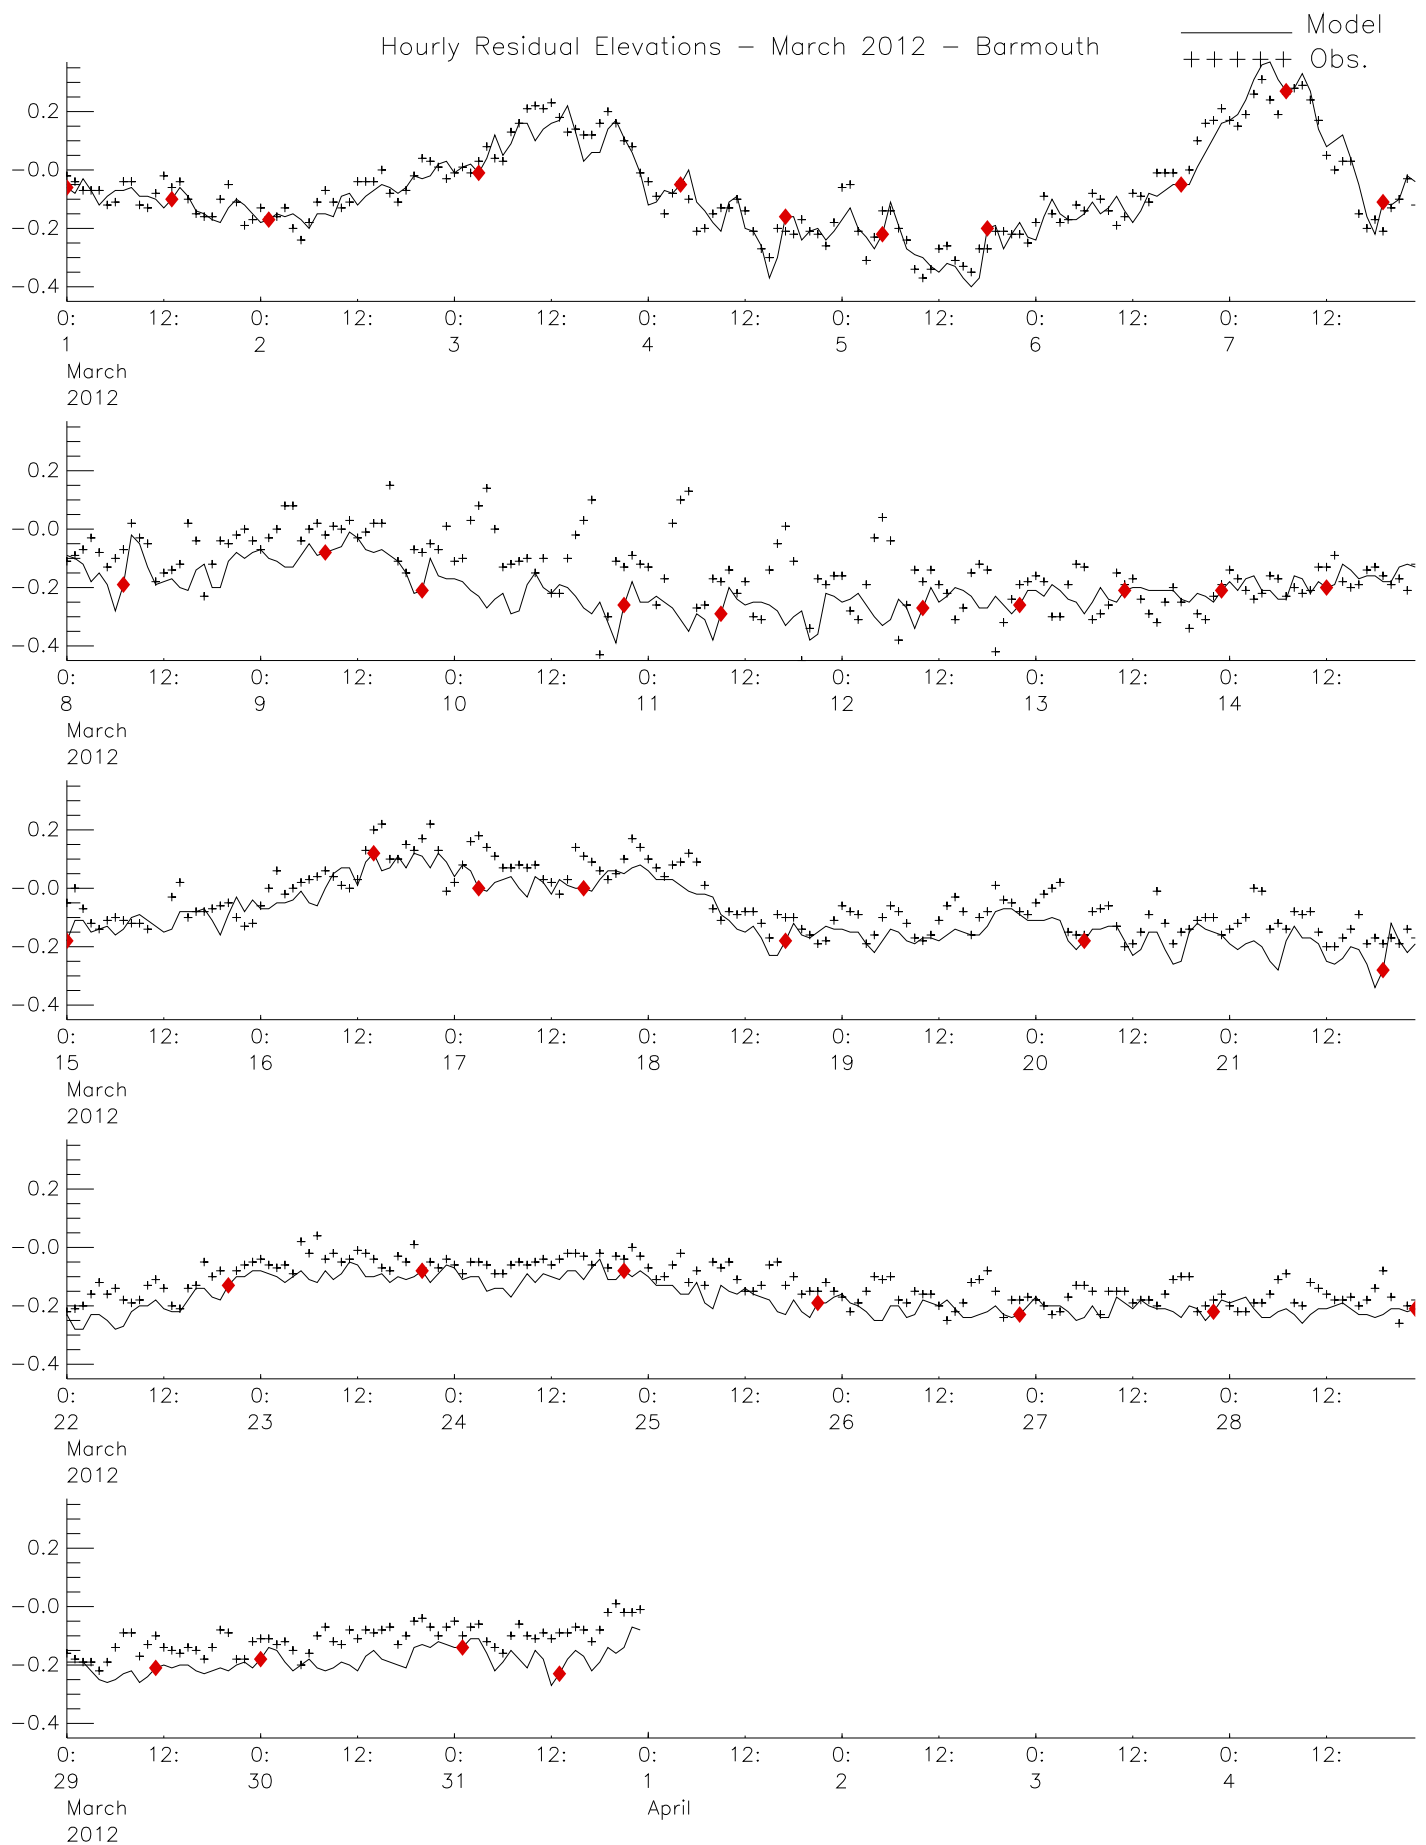 Hourly Residual Elevations – March 2012 – Barmouth
Model
+++++ Obs.
0.2
−0.0
−0.2
−0.4
0: 12: 0: 12: 0: 12: 0: 12: 0: 12: 0: 12: 0: 12:
1 2 3 4 5 6 7
March
2012
0.2
−0.0
−0.2
−0.4
0: 12: 0: 12: 0: 12: 0: 12: 0: 12: 0: 12: 0: 12:
8 9 10 11 12 13 14
March
2012
0.2
−0.0
−0.2
−0.4
0: 12: 0: 12: 0: 12: 0: 12: 0: 12: 0: 12: 0: 12:
15 16 17 18 19 20 21
March
2012
0.2
−0.0
−0.2
−0.4
0: 12: 0: 12: 0: 12: 0: 12: 0: 12: 0: 12: 0: 12:
22 23 24 25 26 27 28
March
2012
0.2
−0.0
−0.2
−0.4
0: 12: 0: 12: 0: 12: 0: 12: 0: 12: 0: 12: 0: 12:
29 30 31 1 2 3 4
March April
2012